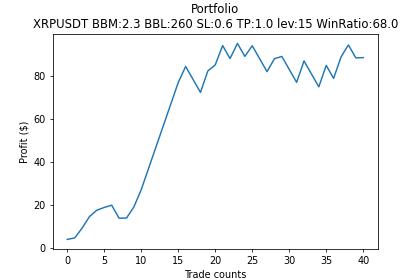 Portfolio
XRPUSDT BBM:2.3 BBL:260 SL:0.6 TP:1.0 lev:15 WinRatio:68.0
Profit ($)
80
60
40
20
0
0 5 10 15 20 25 30 35 40
Trade counts